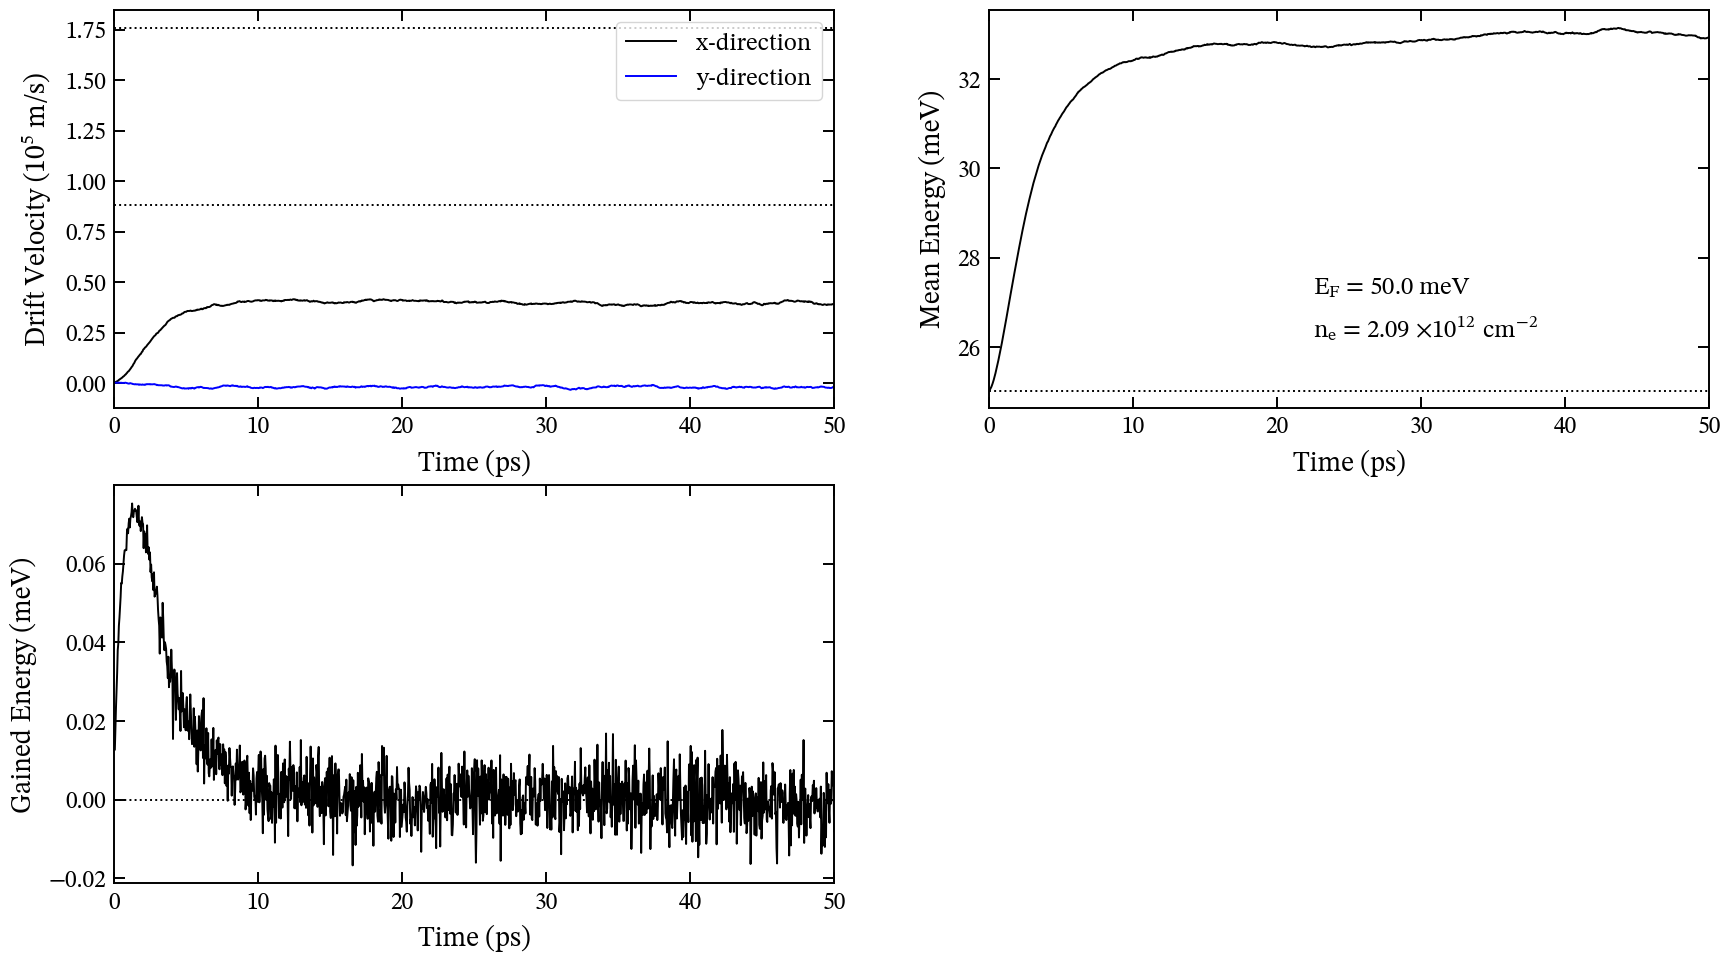 Drift Velocity (10⁵ m/s)
1.75
1.50
1.25
1.00
0.75
0.50
0.25
0.00
x-direction
y-direction
0 10 20 30 40 50
Time (ps)
Mean Energy (meV)
32
30
28
26
E_F = 50.0 meV
n_e = 2.09 ×10¹² cm⁻²
0 10 20 30 40 50
Time (ps)
Gained Energy (meV)
0.06
0.04
0.02
0.00
−0.02
0 10 20 30 40 50
Time (ps)